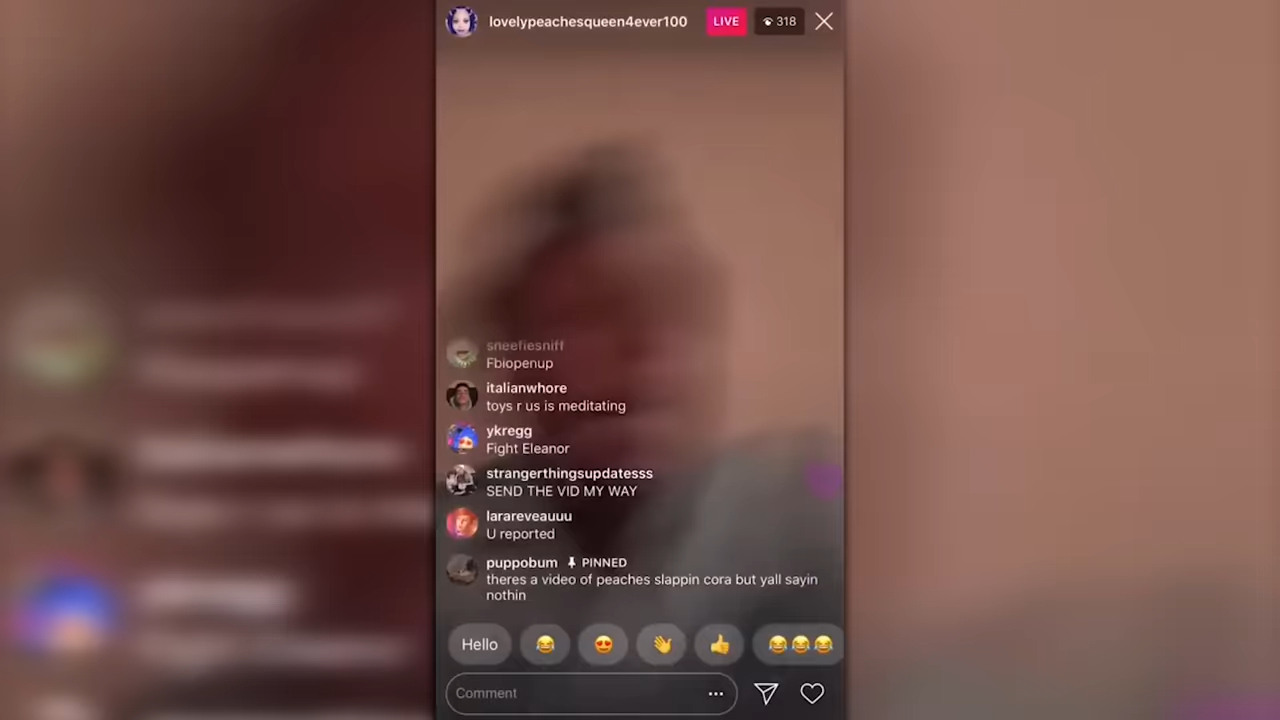 lovelypeachesqueen4ever100 LIVE 318
sneefiesniff
Fbiopenup
italianwhore
toys r us is meditating
ykregg
Fight Eleanor
strangerthingsupdatesss
SEND THE VID MY WAY
larareveauuu
U reported
puppobum PINNED
theres a video of peaches slappin cora but yall sayin
nothin
Hello
Comment